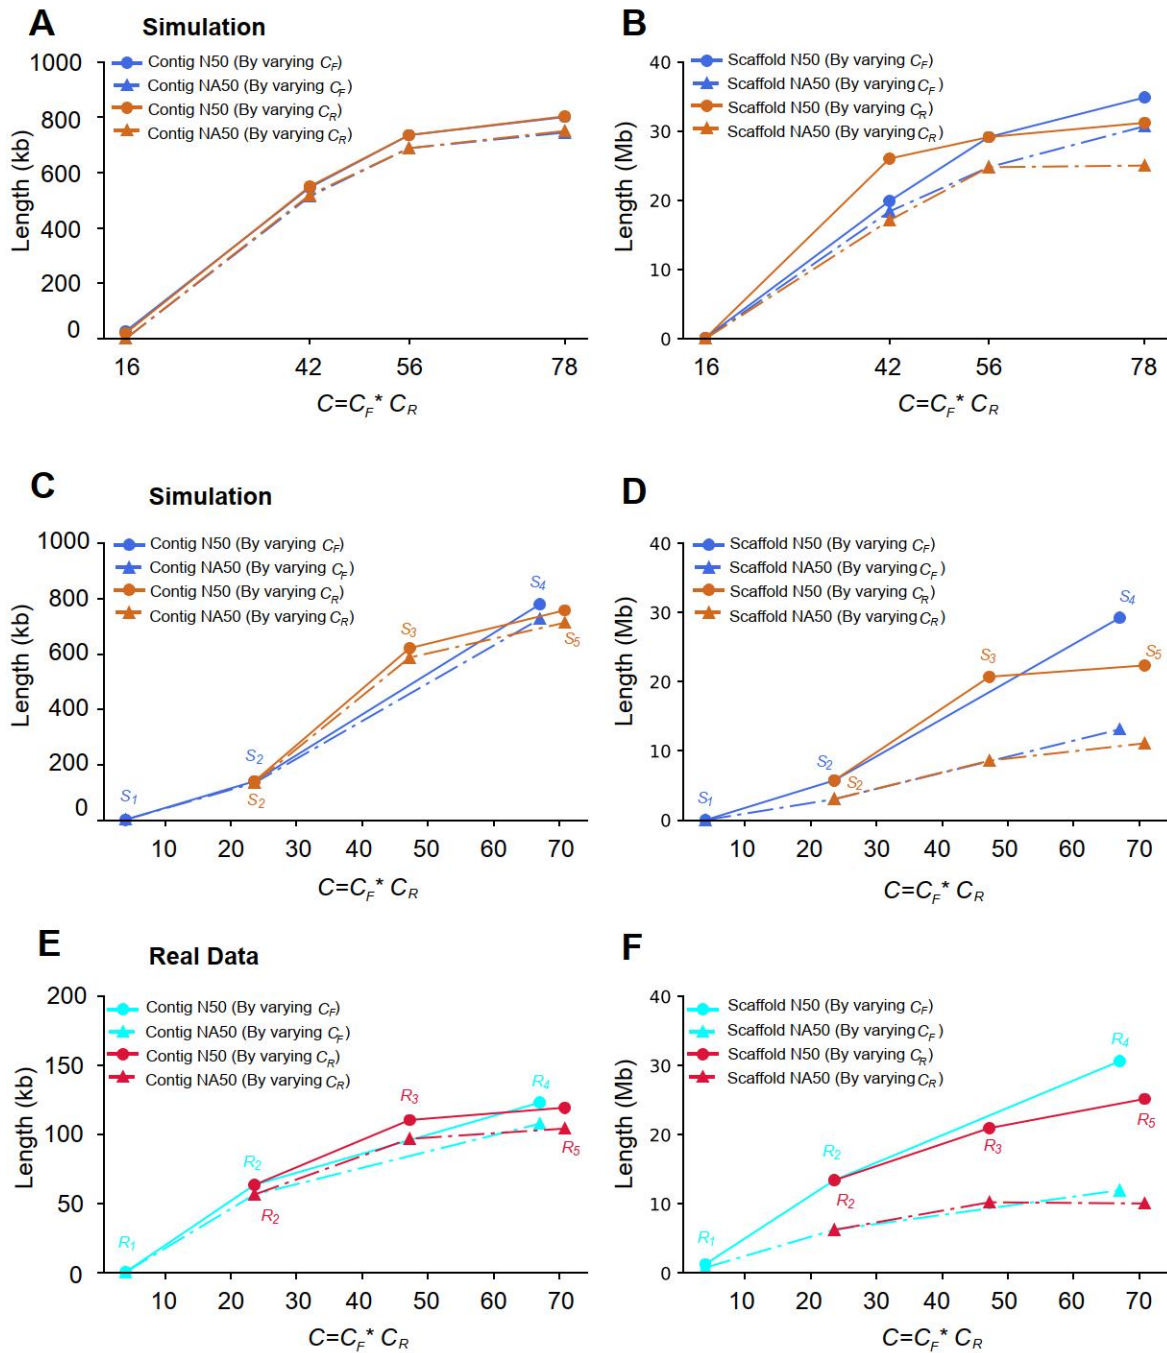 A Simulation
1000
800
600
400
200
0
Length (kb)
Contig N50 (By varying CF)
Contig NA50 (By varying CF)
Contig N50 (By varying CR)
Contig NA50 (By varying CR)
16 42 56 78
C=CF* CR
B
40
30
20
10
0
Length (Mb)
Scaffold N50 (By varying CF)
Scaffold NA50 (By varying CF)
Scaffold N50 (By varying CR)
Scaffold NA50 (By varying CR)
16 42 56 78
C=CF* CR
C Simulation
1000
800
600
400
200
0
Length (kb)
Contig N50 (By varying CF)
Contig NA50 (By varying CF)
Contig N50 (By varying CR)
Contig NA50 (By varying CR)
S1
S2
S2
S3
S4
S5
10 20 30 40 50 60 70
C=CF* CR
D
40
30
20
10
0
Length (Mb)
Scaffold N50 (By varying CF)
Scaffold NA50 (By varying CF)
Scaffold N50 (By varying CR)
Scaffold NA50 (By varying CR)
S1
S2
S2
S3
S4
S5
10 20 30 40 50 60 70
C=CF* CR
E Real Data
200
150
100
50
0
Length (kb)
Contig N50 (By varying CF)
Contig NA50 (By varying CF)
Contig N50 (By varying CR)
Contig NA50 (By varying CR)
R1
R2
R2
R3
R4
R5
10 20 30 40 50 60 70
C=CF* CR
F
40
30
20
10
0
Length (Mb)
Scaffold N50 (By varying CF)
Scaffold NA50 (By varying CF)
Scaffold N50 (By varying CR)
Scaffold NA50 (By varying CR)
R1
R2
R2
R3
R4
R5
10 20 30 40 50 60 70
C=CF* CR